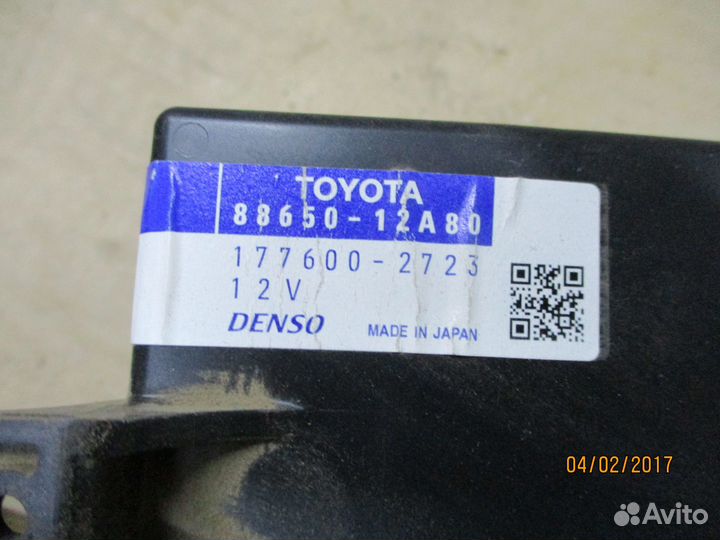 TOYOTA
88650-12A80
177600-2723
12V
DENSO MADE IN JAPAN
04/02/2017
Avito